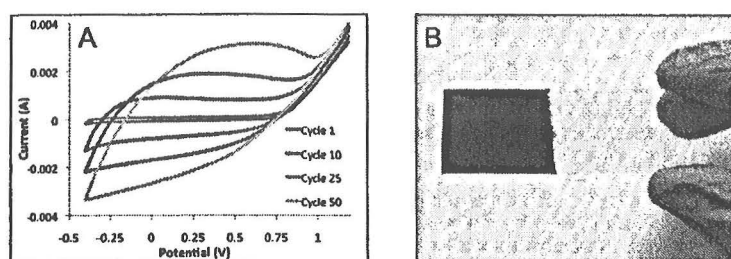 A
B
0.004
0.002
0
-0.002
-0.004
Current (A)
Cycle 1
Cycle 10
Cycle 25
Cycle 50
-0.5
-0.25
0
0.25
0.5
0.75
1
Potential (V)